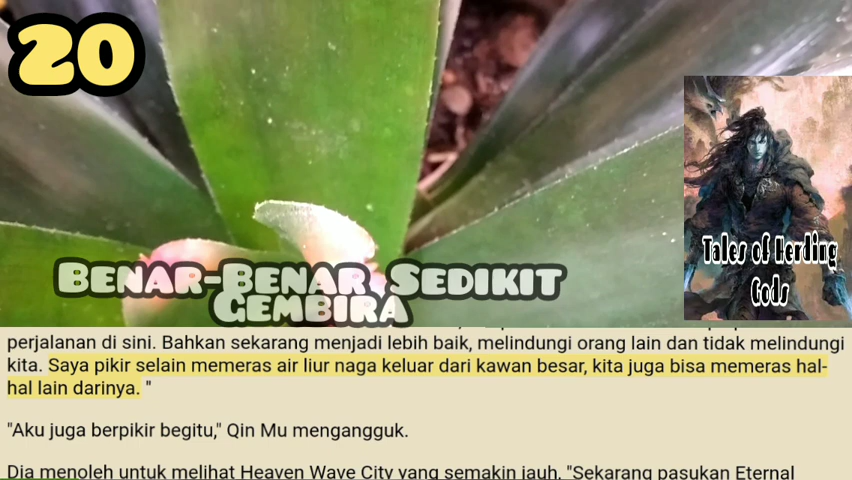 20
Tales of Herding
Gods
Benar-Benar Sedikit
Gembira
perjalanan di sini. Bahkan sekarang menjadi lebih baik, melindungi orang lain dan tidak melindungi
kita. Saya pikir selain memeras air liur naga keluar dari kawan besar, kita juga bisa memeras hal-
hal lain darinya. "
"Aku juga berpikir begitu," Qin Mu mengangguk.
Dia menoleh untuk melihat Heaven Wave City yang semakin jauh, "Sekarang pasukan Eternal